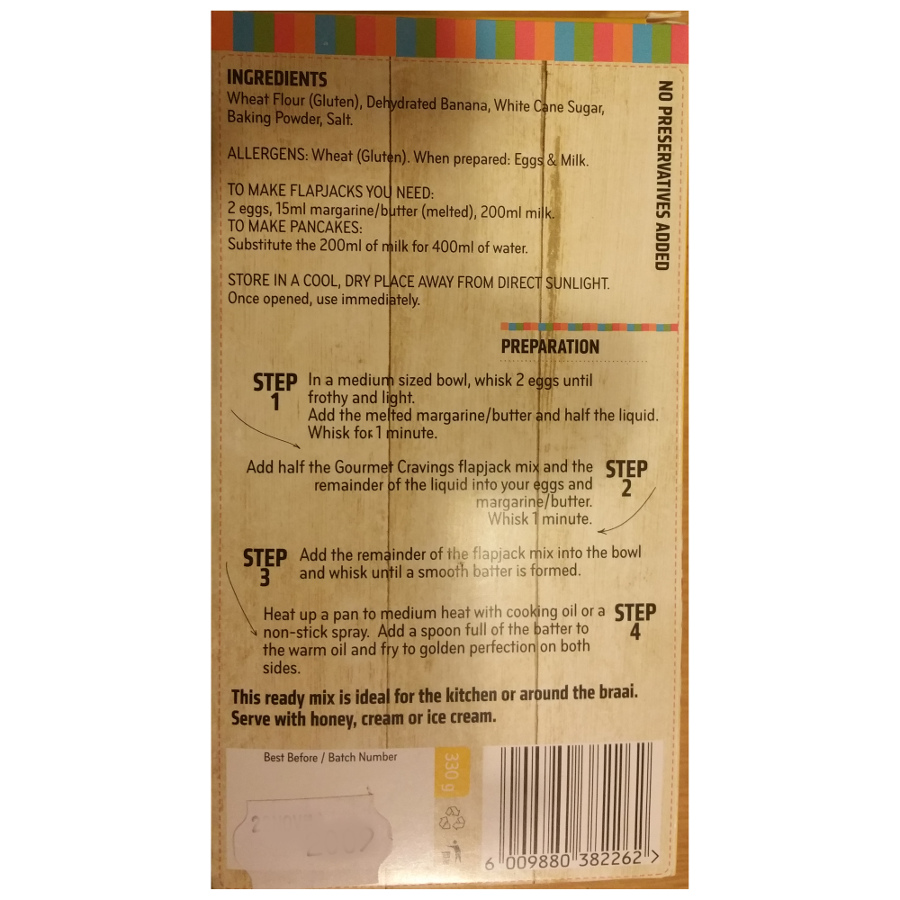 INGREDIENTS
Wheat Flour (Gluten), Dehydrated Banana, White Cane Sugar,
Baking Powder, Salt.
ALLERGENS: Wheat (Gluten). When prepared: Eggs & Milk.
TO MAKE FLAPJACKS YOU NEED:
2 eggs, 15ml margarine/butter (melted), 200ml milk.
TO MAKE PANCAKES:
Substitute the 200ml of milk for 400ml of water.
STORE IN A COOL, DRY PLACE AWAY FROM DIRECT SUNLIGHT.
Once opened, use immediately.
NO PRESERVATIVES ADDED
PREPARATION
STEP
1
In a medium sized bowl, whisk 2 eggs until
frothy and light.
Add the melted margarine/butter and half the liquid.
Whisk for 1 minute.
STEP
2
Add half the Gourmet Cravings flapjack mix and the
remainder of the liquid into your eggs and
margarine/butter.
Whisk 1 minute.
STEP
3
Add the remainder of the flapjack mix into the bowl
and whisk until a smooth batter is formed.
STEP
4
Heat up a pan to medium heat with cooking oil or a
non-stick spray. Add a spoon full of the batter to
the warm oil and fry to golden perfection on both
sides.
This ready mix is ideal for the kitchen or around the braai.
Serve with honey, cream or ice cream.
Best Before / Batch Number
330 g
6 009880 382262 >